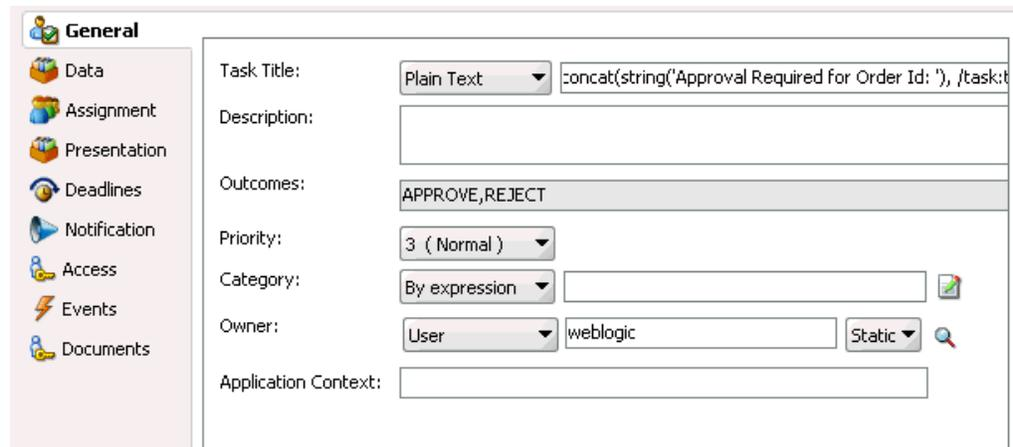 General
Data
Assignment
Presentation
Deadlines
Notification
Access
Events
Documents
Task Title: Plain Text concat(string('Approval Required for Order Id: '), /task:t
Description:
Outcomes: APPROVE,REJECT
Priority: 3 ( Normal )
Category: By expression
Owner: User weblogic Static
Application Context: